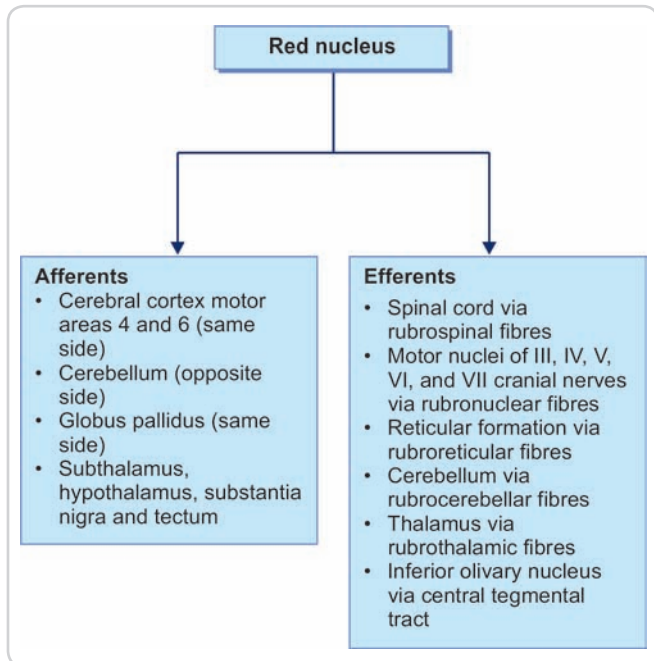 Red nucleus
Afferents
• Cerebral cortex motor
areas 4 and 6 (same
side)
• Cerebellum (opposite
side)
• Globus pallidus (same
side)
• Subthalamus,
hypothalamus, substantia
nigra and tectum
Efferents
• Spinal cord via
rubrospinal fibres
• Motor nuclei of III, IV, V,
VI, and VII cranial nerves
via rubronuclear fibres
• Reticular formation via
rubroreticular fibres
• Cerebellum via
rubrocerebellar fibres
• Thalamus via
rubrothalamic fibres
• Inferior olivary nucleus
via central tegmental
tract